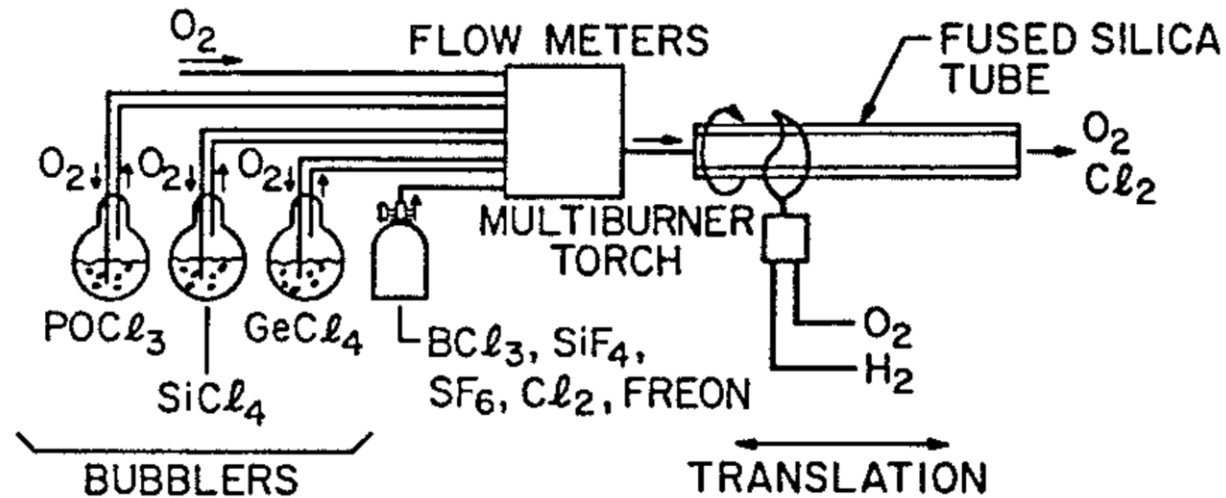 O₂
FLOW METERS
FUSED SILICA
TUBE
O₂
Cℓ₂
O₂ O₂ O₂
MULTIBURNER
TORCH
POCℓ₃
SiCℓ₄
GeCℓ₄
BCℓ₃, SiF₄,
SF₆, Cℓ₂, FREON
O₂
H₂
BUBBLERS
TRANSLATION